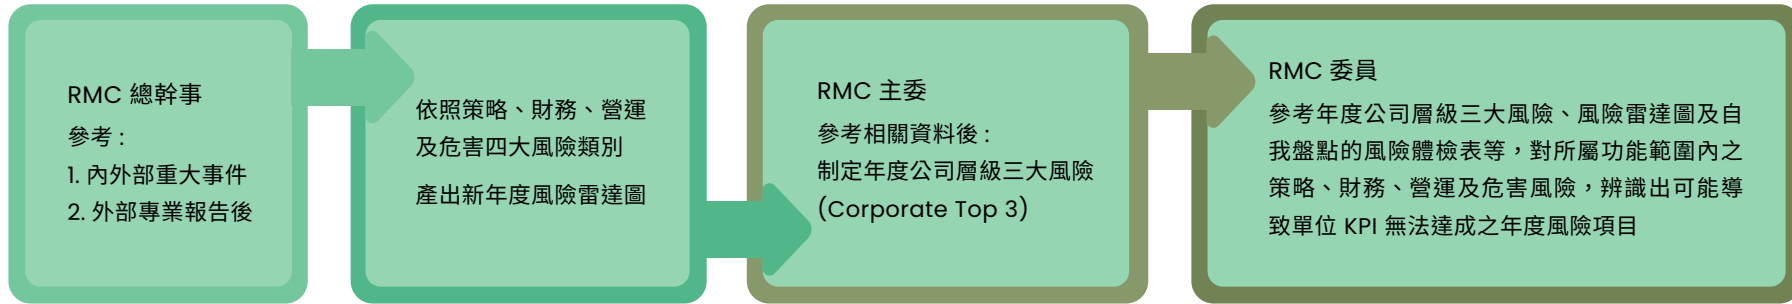 RMC 總幹事
參考 :
1. 內外部重大事件
2. 外部專業報告後
依照策略、財務、營運
及危害四大風險類別
產出新年度風險雷達圖
RMC 主委
參考相關資料後 :
制定年度公司層級三大風險
(Corporate Top 3)
RMC 委員
參考年度公司層級三大風險、風險雷達圖及自
我盤點的風險體檢表等，對所屬功能範圍內之
策略、財務、營運及危害風險，辨識出可能導
致單位 KPI 無法達成之年度風險項目